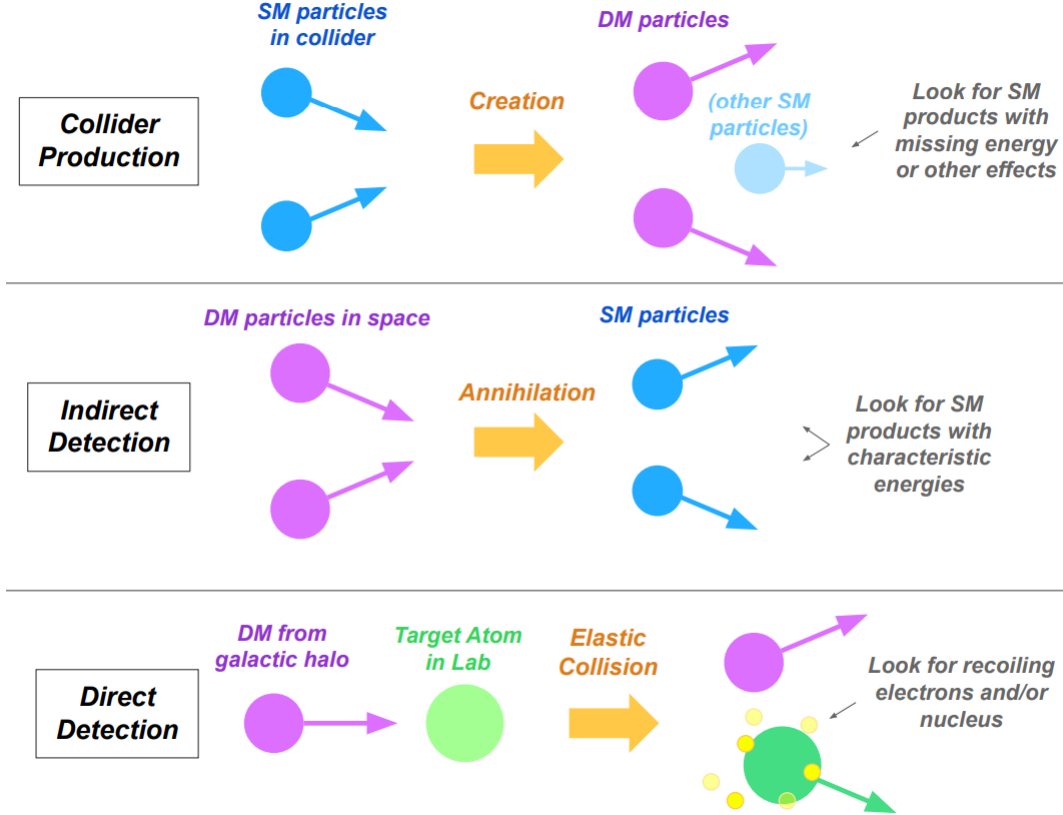 SM particles
in collider
DM particles
Collider
Production
Creation
(other SM
particles)
Look for SM
products with
missing energy
or other effects
DM particles in space
SM particles
Indirect
Detection
Annihilation
Look for SM
products with
characteristic
energies
DM from
galactic halo
Target Atom
in Lab
Elastic
Collision
Direct
Detection
Look for recoiling
electrons and/or
nucleus